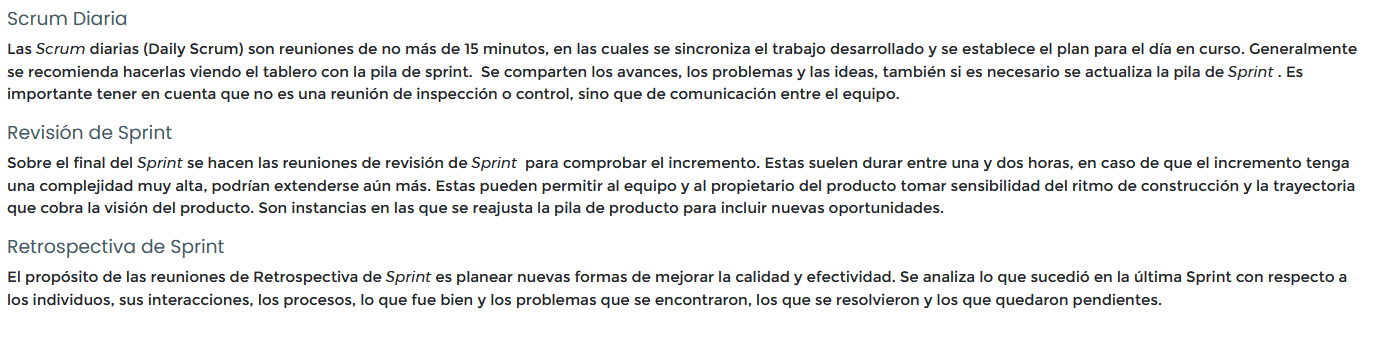 Scrum Diaria
Las Scrum diarias (Daily Scrum) son reuniones de no más de 15 minutos, en las cuales se sincroniza el trabajo desarrollado y se establece el plan para el día en curso. Generalmente
se recomienda hacerlas viendo el tablero con la pila de sprint.  Se comparten los avances, los problemas y las ideas, también si es necesario se actualiza la pila de Sprint . Es
importante tener en cuenta que no es una reunión de inspección o control, sino que de comunicación entre el equipo.
Revisión de Sprint
Sobre el final del Sprint se hacen las reuniones de revisión de Sprint  para comprobar el incremento. Estas suelen durar entre una y dos horas, en caso de que el incremento tenga
una complejidad muy alta, podrían extenderse aún más. Estas pueden permitir al equipo y al propietario del producto tomar sensibilidad del ritmo de construcción y la trayectoria
que cobra la visión del producto. Son instancias en las que se reajusta la pila de producto para incluir nuevas oportunidades.
Retrospectiva de Sprint
El propósito de las reuniones de Retrospectiva de Sprint es planear nuevas formas de mejorar la calidad y efectividad. Se analiza lo que sucedió en la última Sprint con respecto a
los individuos, sus interacciones, los procesos, lo que fue bien y los problemas que se encontraron, los que se resolvieron y los que quedaron pendientes.